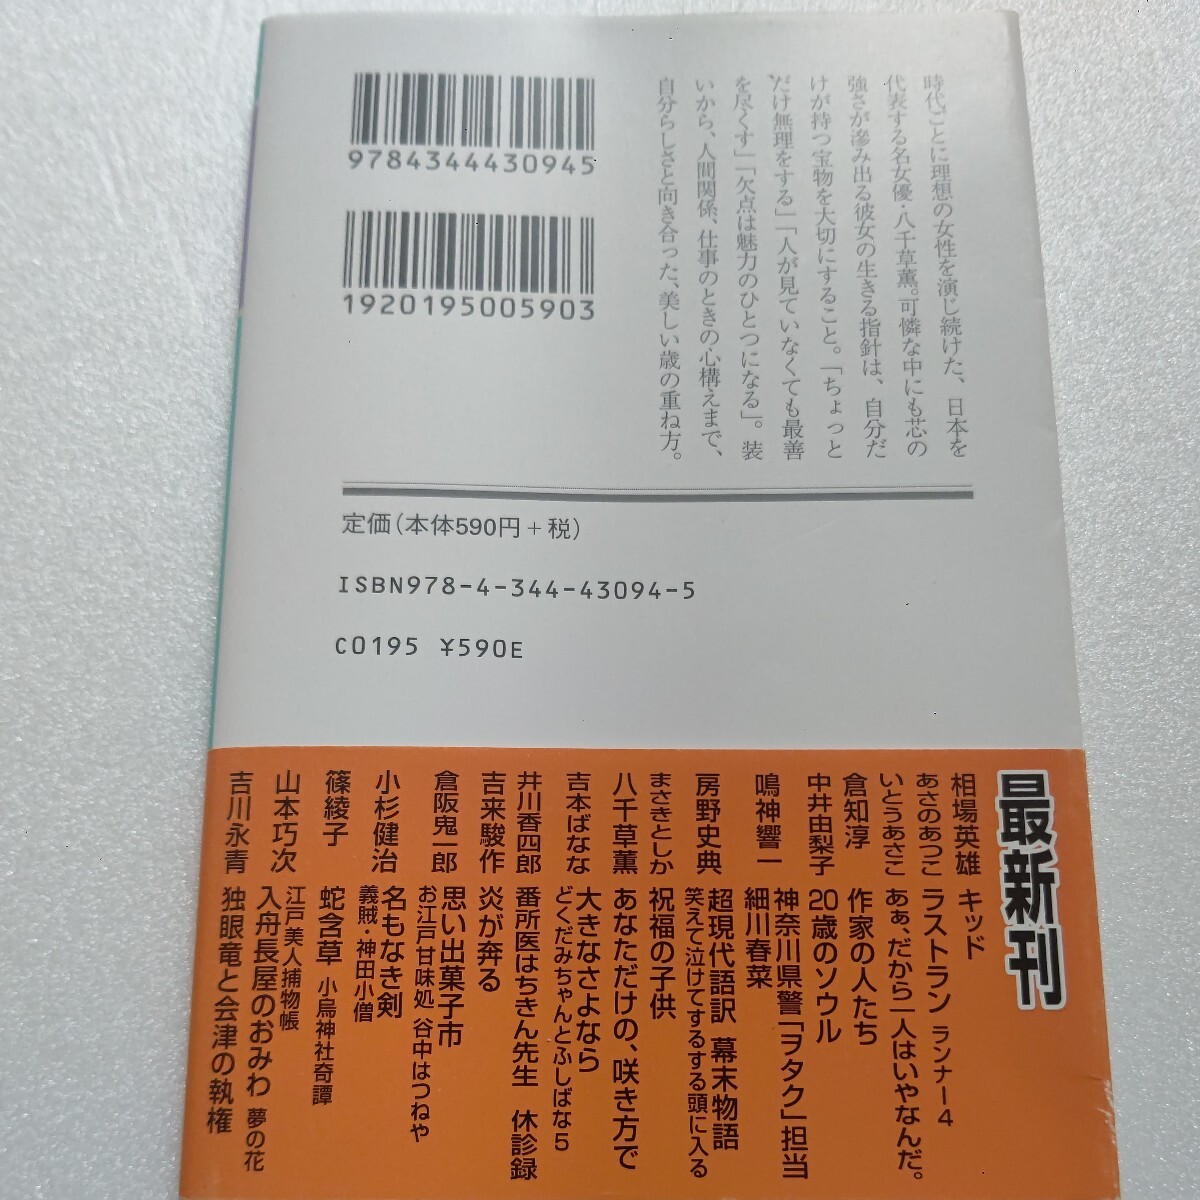 9784344430945
1920195005903
時代ごとに理想の女性を演じ続けた、日本を
代表する名女優・八千草薫。可憐な中にも芯の
強さが滲み出る彼女の生きる指針は、自分だ
けが持つ宝物を大切にすること。「ちょっと
だけ無理をする」「人が見ていなくても最善
を尽くす」「欠点は魅力のひとつになる」。装
いから、人間関係、仕事のときの心構えまで、
自分らしさと向き合った、美しい歳の重ね方。
定価(本体590円+税)
ISBN978-4-344-43094-5
C0195 ¥590E
最新刊
相場英雄 キッド
あさのあつこ ラストラン ランナー4
いとうあさこ あぁ、だから一人はいやなんだ。
倉知淳 作家の人たち
中井由梨子 20歳のソウル
鳴神響一 神奈川県警「ヲタク」担当
細川春菜
房野史典 超現代語訳 幕末物語
笑えて泣けてするする頭に入る
まさきとしか 祝福の子供
八千草薫 あなただけの、咲き方で
吉本ばなな 大きなさよなら
どくだみちゃんとふしばな5
井川香四郎 番所医はちきん先生 休診録
吉来駿作 炎が奔る
倉阪鬼一郎 思い出菓子市
お江戸甘味処 谷中はつねや
小杉健治 名もなき剣
義賊・神田小僧
篠綾子 蛇含草 小烏神社奇譚
江戸美人捕物帳
山本巧次 入舟長屋のおみわ 夢の花
吉川永青 独眼竜と会津の執権